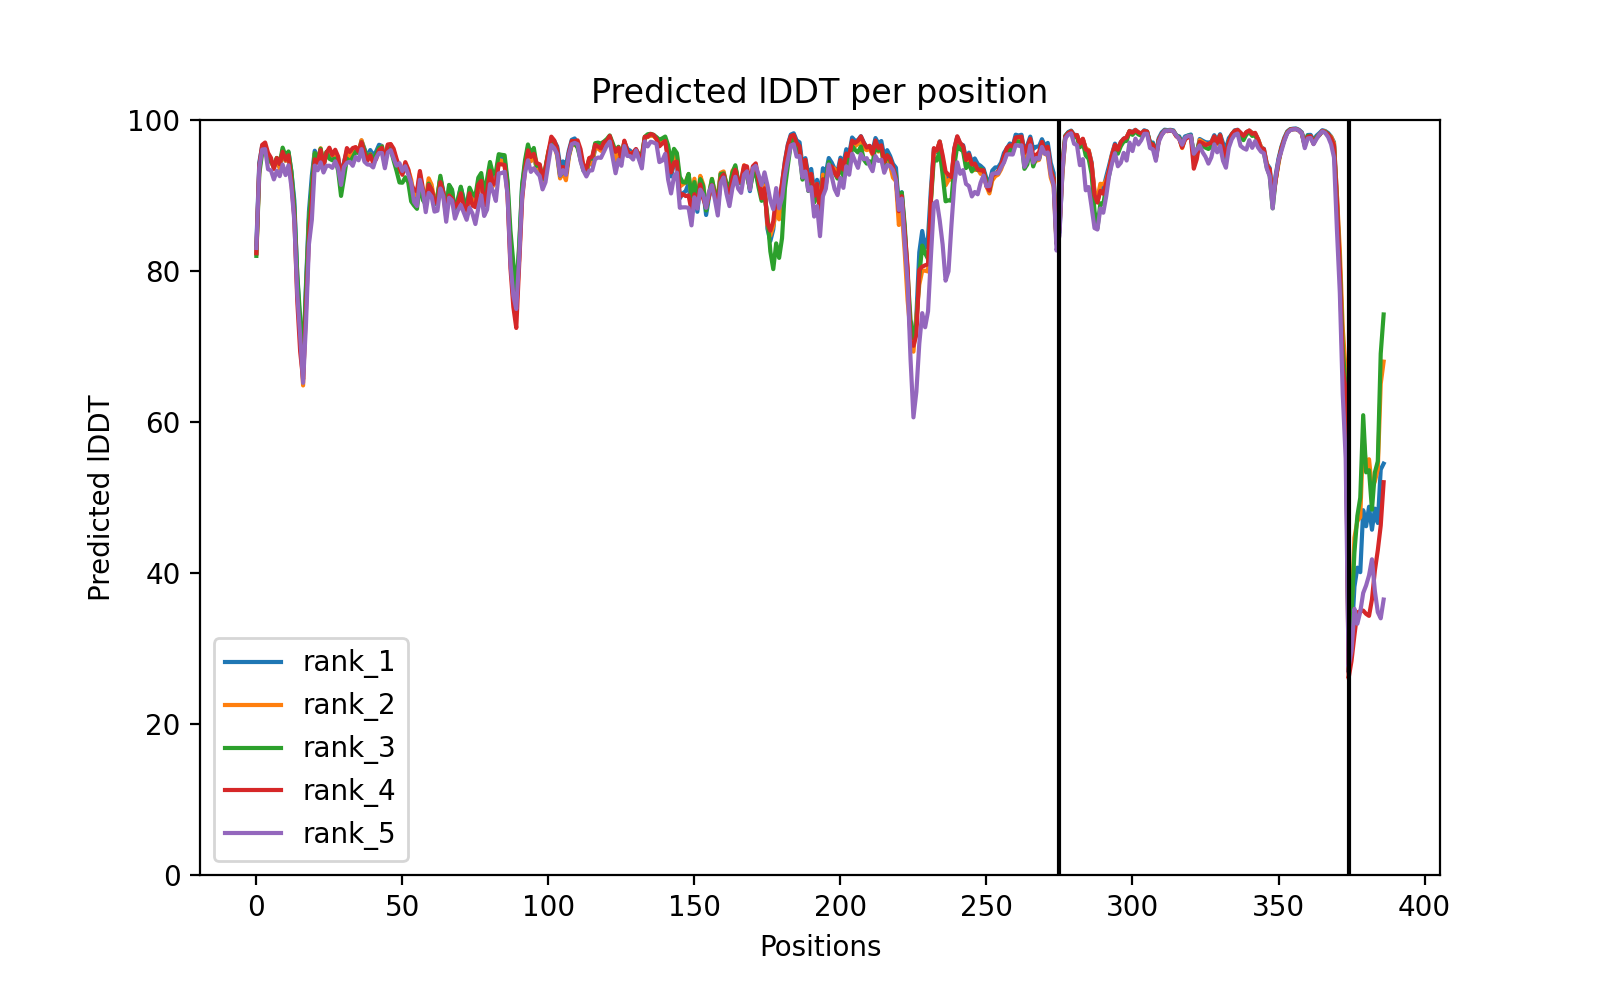 Predicted lDDT per position
100
80
60
40
20
0
Predicted lDDT
rank_1
rank_2
rank_3
rank_4
rank_5
0 50 100 150 200 250 300 350 400
Positions